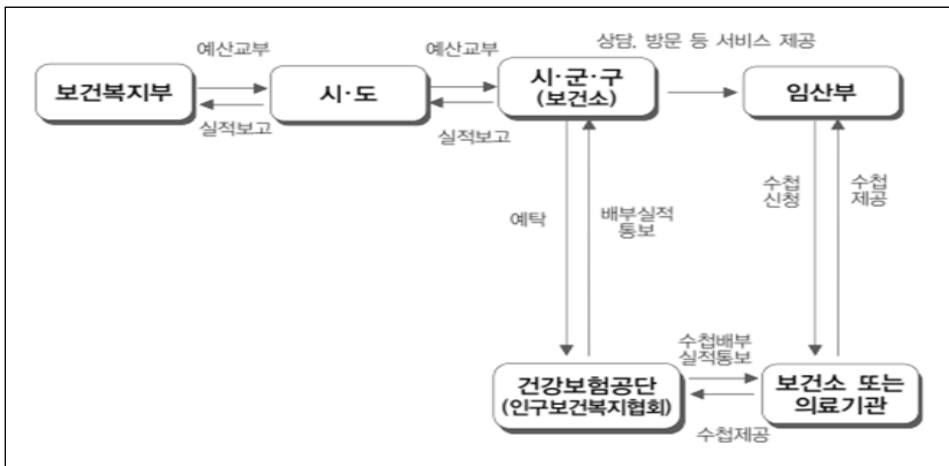 상담, 방문 등 서비스 제공
예산교부
예산교부
보건복지부
시·도
시·군·구
(보건소)
임산부
실적보고
실적보고
예탁
배부실적
통보
수첩
신청
수첩
제공
수첩배부
실적통보
건강보험공단
(인구보건복지협회)
보건소 또는
의료기관
수첩제공